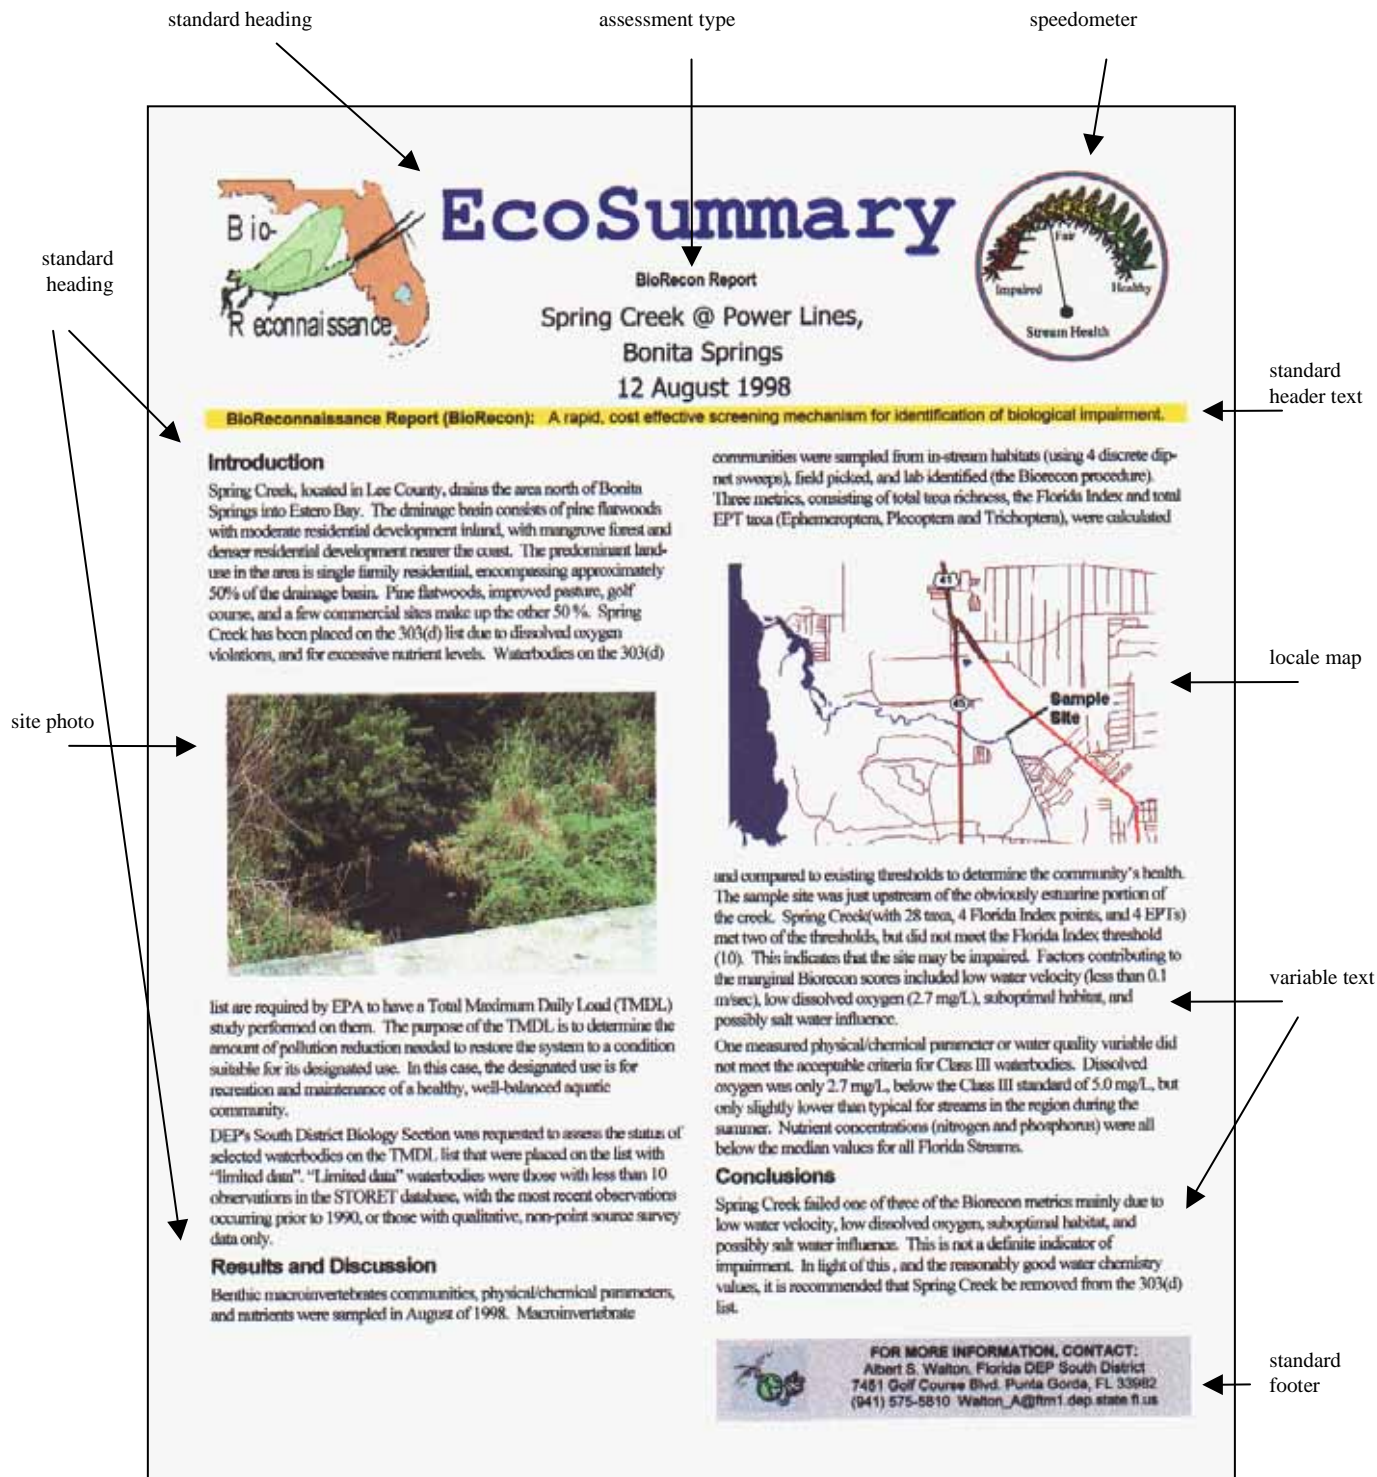 standard heading
assessment type
speedometer
Bio-
Reconnaissance
EcoSummary
BioRecon Report
Spring Creek @ Power Lines,
Bonita Springs
12 August 1998
Fair
Impaired
Healthy
Stream Health
standard
heading
standard
header text
BioReconnaissance Report (BioRecon): A rapid, cost effective screening mechanism for identification of biological impairment.
Introduction
Spring Creek, located in Lee County, drains the area north of Bonita
Springs into Estero Bay. The drainage basin consists of pine flatwoods
with moderate residential development inland, with mangrove forest and
denser residential development nearer the coast. The predominant land-
use in the area is single family residential, encompassing approximately
50% of the drainage basin. Pine flatwoods, improved pasture, golf
course, and a few commercial sites make up the other 50 %. Spring
Creek has been placed on the 303(d) list due to dissolved oxygen
violations, and for excessive nutrient levels. Waterbodies on the 303(d)
site photo
list are required by EPA to have a Total Maximum Daily Load (TMDL)
study performed on them. The purpose of the TMDL is to determine the
amount of pollution reduction needed to restore the system to a condition
suitable for its designated use. In this case, the designated use is for
recreation and maintenance of a healthy, well-balanced aquatic
community.
DEP's South District Biology Section was requested to assess the status of
selected waterbodies on the TMDL list that were placed on the list with
"limited data". "Limited data" waterbodies were those with less than 10
observations in the STORET database, with the most recent observations
occurring prior to 1990, or those with qualitative, non-point source survey
data only.
Results and Discussion
Benthic macroinvertebrates communities, physical/chemical parameters,
and nutrients were sampled in August of 1998. Macroinvertebrate
communities were sampled from in-stream habitats (using 4 discrete dip-
net sweeps), field picked, and lab identified (the Biorecon procedure).
Three metrics, consisting of total taxa richness, the Florida Index and total
EPT taxa (Ephemeroptera, Plecoptera and Trichoptera), were calculated
41
45
Sample
Site
locale map
and compared to existing thresholds to determine the community's health.
The sample site was just upstream of the obviously estuarine portion of
the creek. Spring Creek(with 28 taxa, 4 Florida Index points, and 4 EPTs)
met two of the thresholds, but did not meet the Florida Index threshold
(10). This indicates that the site may be impaired. Factors contributing to
the marginal Biorecon scores included low water velocity (less than 0.1
m/sec), low dissolved oxygen (2.7 mg/L), suboptimal habitat, and
possibly salt water influence.
variable text
One measured physical/chemical parameter or water quality variable did
not meet the acceptable criteria for Class III waterbodies. Dissolved
oxygen was only 2.7 mg/L, below the Class III standard of 5.0 mg/L, but
only slightly lower than typical for streams in the region during the
summer. Nutrient concentrations (nitrogen and phosphorus) were all
below the median values for all Florida Streams.
Conclusions
Spring Creek failed one of three of the Biorecon metrics mainly due to
low water velocity, low dissolved oxygen, suboptimal habitat, and
possibly salt water influence. This is not a definite indicator of
impairment. In light of this , and the reasonably good water chemistry
values, it is recommended that Spring Creek be removed from the 303(d)
list.
FOR MORE INFORMATION, CONTACT:
Albert S. Walton, Florida DEP South District
7451 Golf Course Blvd. Punta Gorda, FL 33982
(941) 575-5810 Walton_A@ftm1.dep.state.fl.us
standard
footer